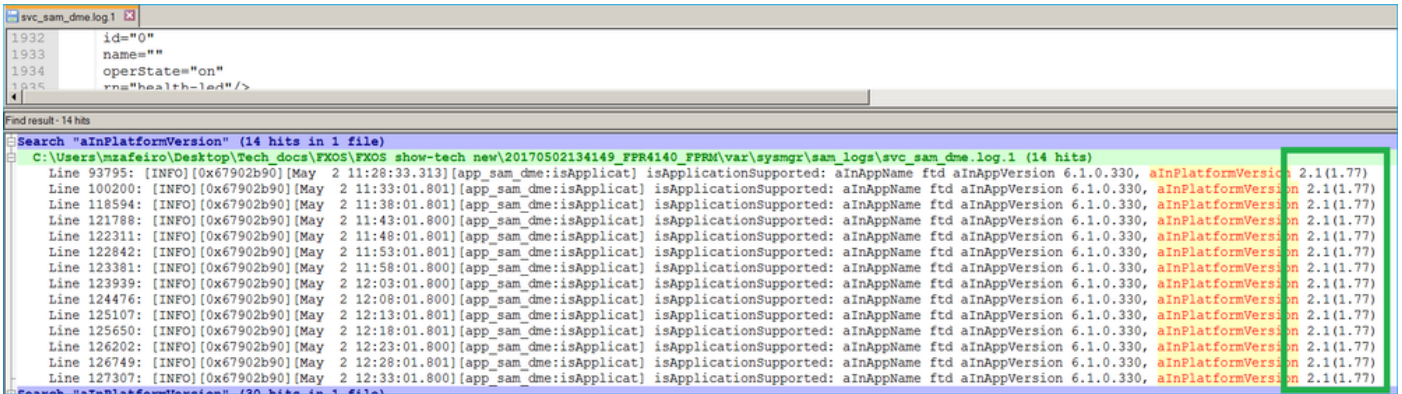 svc_sam_dme.log.1
1932 id="0"
1933 name=""
1934 operState="on"
1935 rn="health-led"/>
Find result - 14 hits
Search "aInPlatformVersion" (14 hits in 1 file)
C:\Users\mzafeiro\Desktop\Tech_docs\FXOS\FXOS show-tech new\20170502134149_FPR4140_FPRM\var\sysmgr\sam_logs\svc_sam_dme.log.1 (14 hits)
Line 93795: [INFO][0x67902b90][May  2 11:28:33.313][app_sam_dme:isApplicat] isApplicationSupported: aInAppName ftd aInAppVersion 6.1.0.330, aInPlatformVersion 2.1(1.77)
Line 100200: [INFO][0x67902b90][May  2 11:33:01.801][app_sam_dme:isApplicat] isApplicationSupported: aInAppName ftd aInAppVersion 6.1.0.330, aInPlatformVersion 2.1(1.77)
Line 118594: [INFO][0x67902b90][May  2 11:38:01.801][app_sam_dme:isApplicat] isApplicationSupported: aInAppName ftd aInAppVersion 6.1.0.330, aInPlatformVersion 2.1(1.77)
Line 121788: [INFO][0x67902b90][May  2 11:43:01.800][app_sam_dme:isApplicat] isApplicationSupported: aInAppName ftd aInAppVersion 6.1.0.330, aInPlatformVersion 2.1(1.77)
Line 122311: [INFO][0x67902b90][May  2 11:48:01.801][app_sam_dme:isApplicat] isApplicationSupported: aInAppName ftd aInAppVersion 6.1.0.330, aInPlatformVersion 2.1(1.77)
Line 122842: [INFO][0x67902b90][May  2 11:53:01.801][app_sam_dme:isApplicat] isApplicationSupported: aInAppName ftd aInAppVersion 6.1.0.330, aInPlatformVersion 2.1(1.77)
Line 123381: [INFO][0x67902b90][May  2 11:58:01.800][app_sam_dme:isApplicat] isApplicationSupported: aInAppName ftd aInAppVersion 6.1.0.330, aInPlatformVersion 2.1(1.77)
Line 123939: [INFO][0x67902b90][May  2 12:03:01.800][app_sam_dme:isApplicat] isApplicationSupported: aInAppName ftd aInAppVersion 6.1.0.330, aInPlatformVersion 2.1(1.77)
Line 124476: [INFO][0x67902b90][May  2 12:08:01.800][app_sam_dme:isApplicat] isApplicationSupported: aInAppName ftd aInAppVersion 6.1.0.330, aInPlatformVersion 2.1(1.77)
Line 125107: [INFO][0x67902b90][May  2 12:13:01.801][app_sam_dme:isApplicat] isApplicationSupported: aInAppName ftd aInAppVersion 6.1.0.330, aInPlatformVersion 2.1(1.77)
Line 125650: [INFO][0x67902b90][May  2 12:18:01.801][app_sam_dme:isApplicat] isApplicationSupported: aInAppName ftd aInAppVersion 6.1.0.330, aInPlatformVersion 2.1(1.77)
Line 126202: [INFO][0x67902b90][May  2 12:23:01.800][app_sam_dme:isApplicat] isApplicationSupported: aInAppName ftd aInAppVersion 6.1.0.330, aInPlatformVersion 2.1(1.77)
Line 126749: [INFO][0x67902b90][May  2 12:28:01.800][app_sam_dme:isApplicat] isApplicationSupported: aInAppName ftd aInAppVersion 6.1.0.330, aInPlatformVersion 2.1(1.77)
Line 127307: [INFO][0x67902b90][May  2 12:33:01.800][app_sam_dme:isApplicat] isApplicationSupported: aInAppName ftd aInAppVersion 6.1.0.330, aInPlatformVersion 2.1(1.77)
Search "aInPlatformVersion" (30 hits in 1 file)